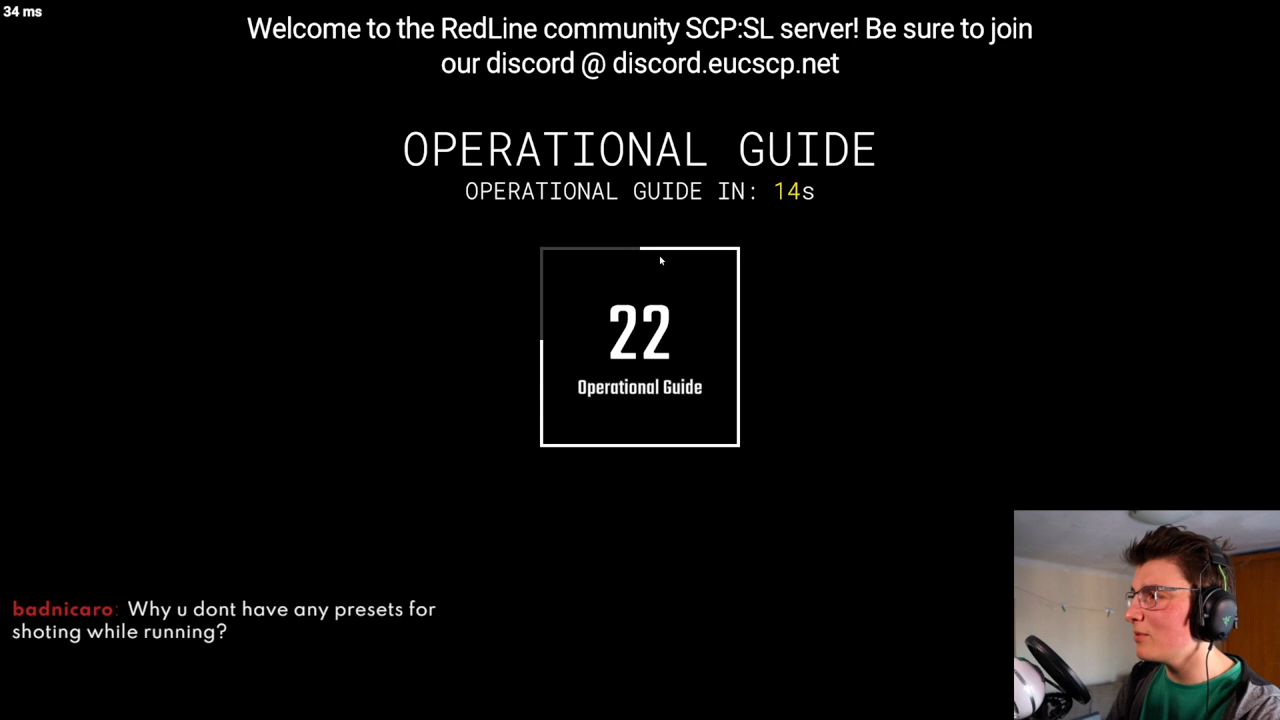 34 ms
Welcome to the RedLine community SCP:SL server! Be sure to join
our discord @ discord.eucscp.net
OPERATIONAL GUIDE
OPERATIONAL GUIDE IN: 14s
22
Operational Guide
badnicaro: Why u dont have any presets for
shoting while running?